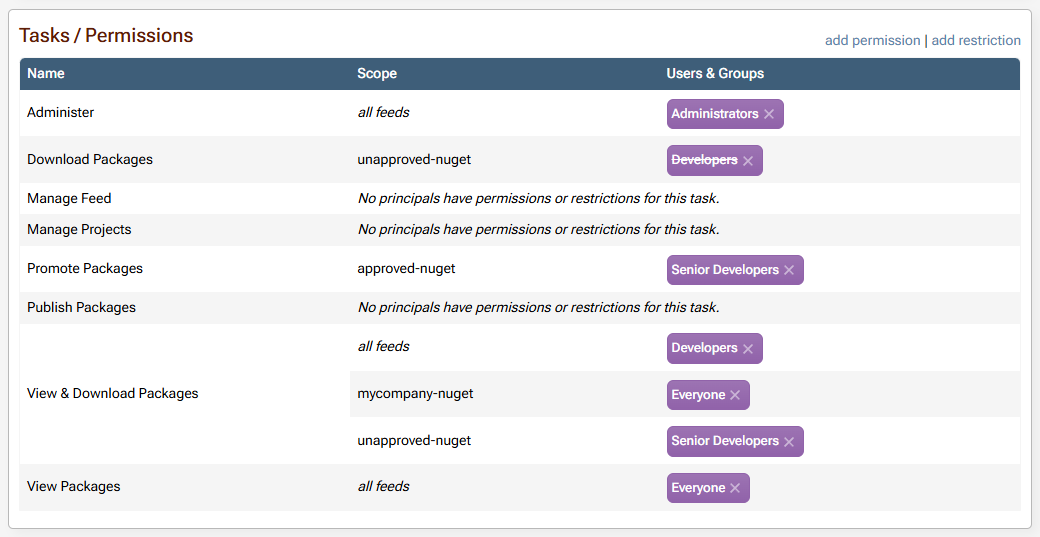 Tasks / Permissions
add permission | add restriction
Name Scope Users & Groups
Administer all feeds Administrators ×
Download Packages unapproved-nuget Developers ×
Manage Feed No principals have permissions or restrictions for this task.
Manage Projects No principals have permissions or restrictions for this task.
Promote Packages approved-nuget Senior Developers ×
Publish Packages No principals have permissions or restrictions for this task.
all feeds Developers ×
View & Download Packages mycompany-nuget Everyone ×
unapproved-nuget Senior Developers ×
View Packages all feeds Everyone ×